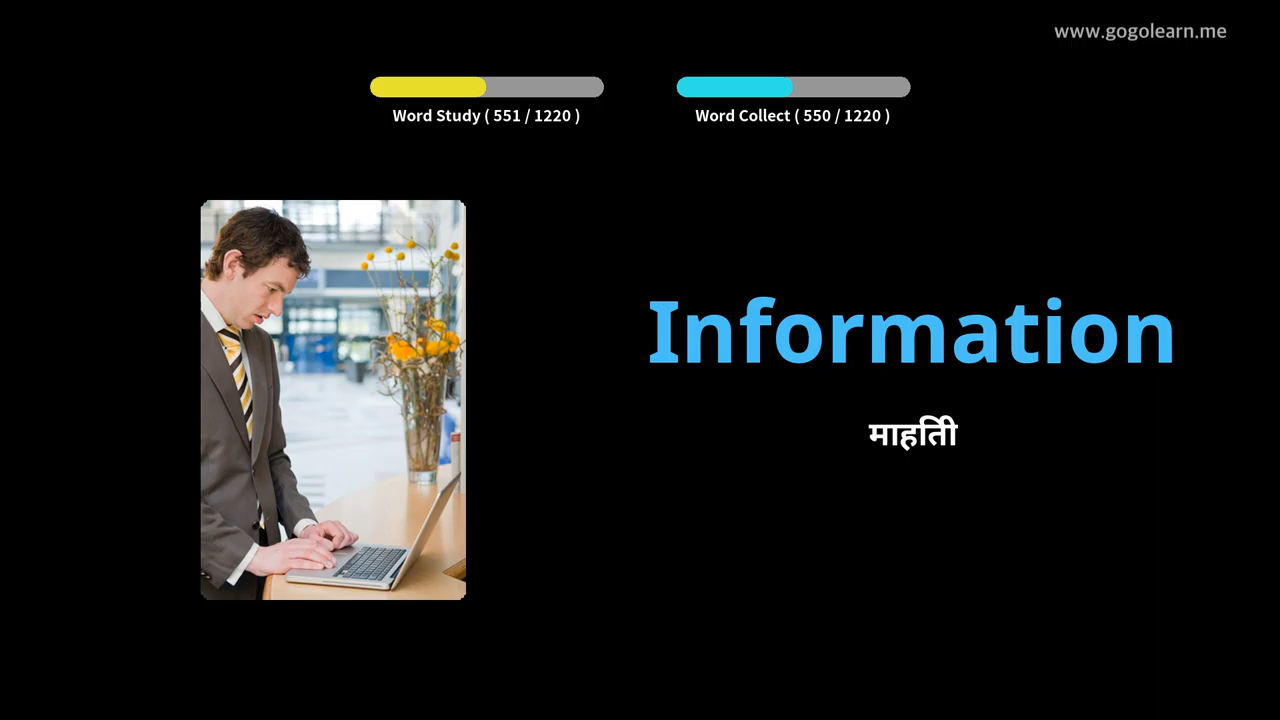 www.gogolearn.me
Word Study ( 551 / 1220 )
Word Collect ( 550 / 1220 )
Information
माहिती